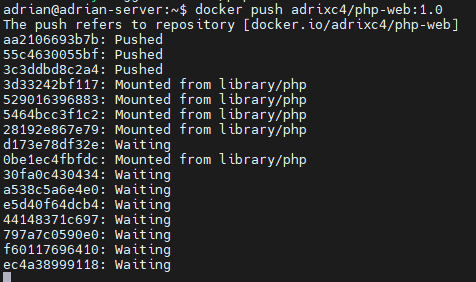 adrian@adrian-server:~$ docker push adrixc4/php-web:1.0
The push refers to repository [docker.io/adrixc4/php-web]
aa2106693b7b: Pushed
55c4630055bf: Pushed
3c3ddbd8c2a4: Pushed
3d33242bf117: Mounted from library/php
529016396883: Mounted from library/php
5464bcc3f1c2: Mounted from library/php
28192e867e79: Mounted from library/php
d173e78df32e: Waiting
0be1ec4fbfdc: Mounted from library/php
30fa0c430434: Waiting
a538c5a6e4e0: Waiting
e5d40f64dcb4: Waiting
44148371c697: Waiting
797a7c0590e0: Waiting
f60117696410: Waiting
ec4a38999118: Waiting